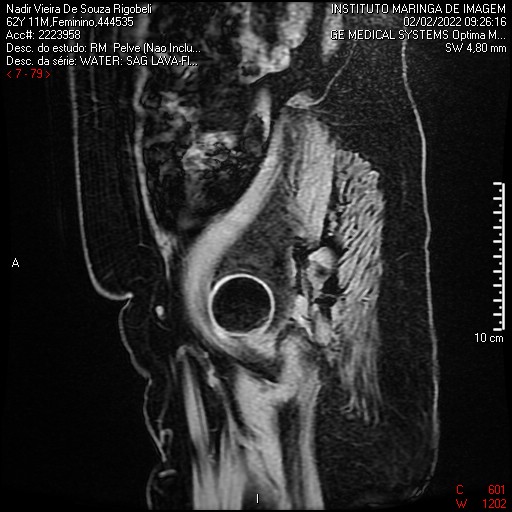 Nadir Vieira De Souza Rigobeli
62Y 11M,Feminino,444535
Acc#: 2223958
Desc. do estudo: RM  Pelve (Nao Inclu...
Desc. da série: WATER: SAG LAVA-Fl...
< 7 - 79 >
INSTITUTO MARINGA DE IMAGEM
02/02/2022 09:26:16
GE MEDICAL SYSTEMS Optima M...
SW 4,80 mm
A
10 cm
I
C 601
W 1202